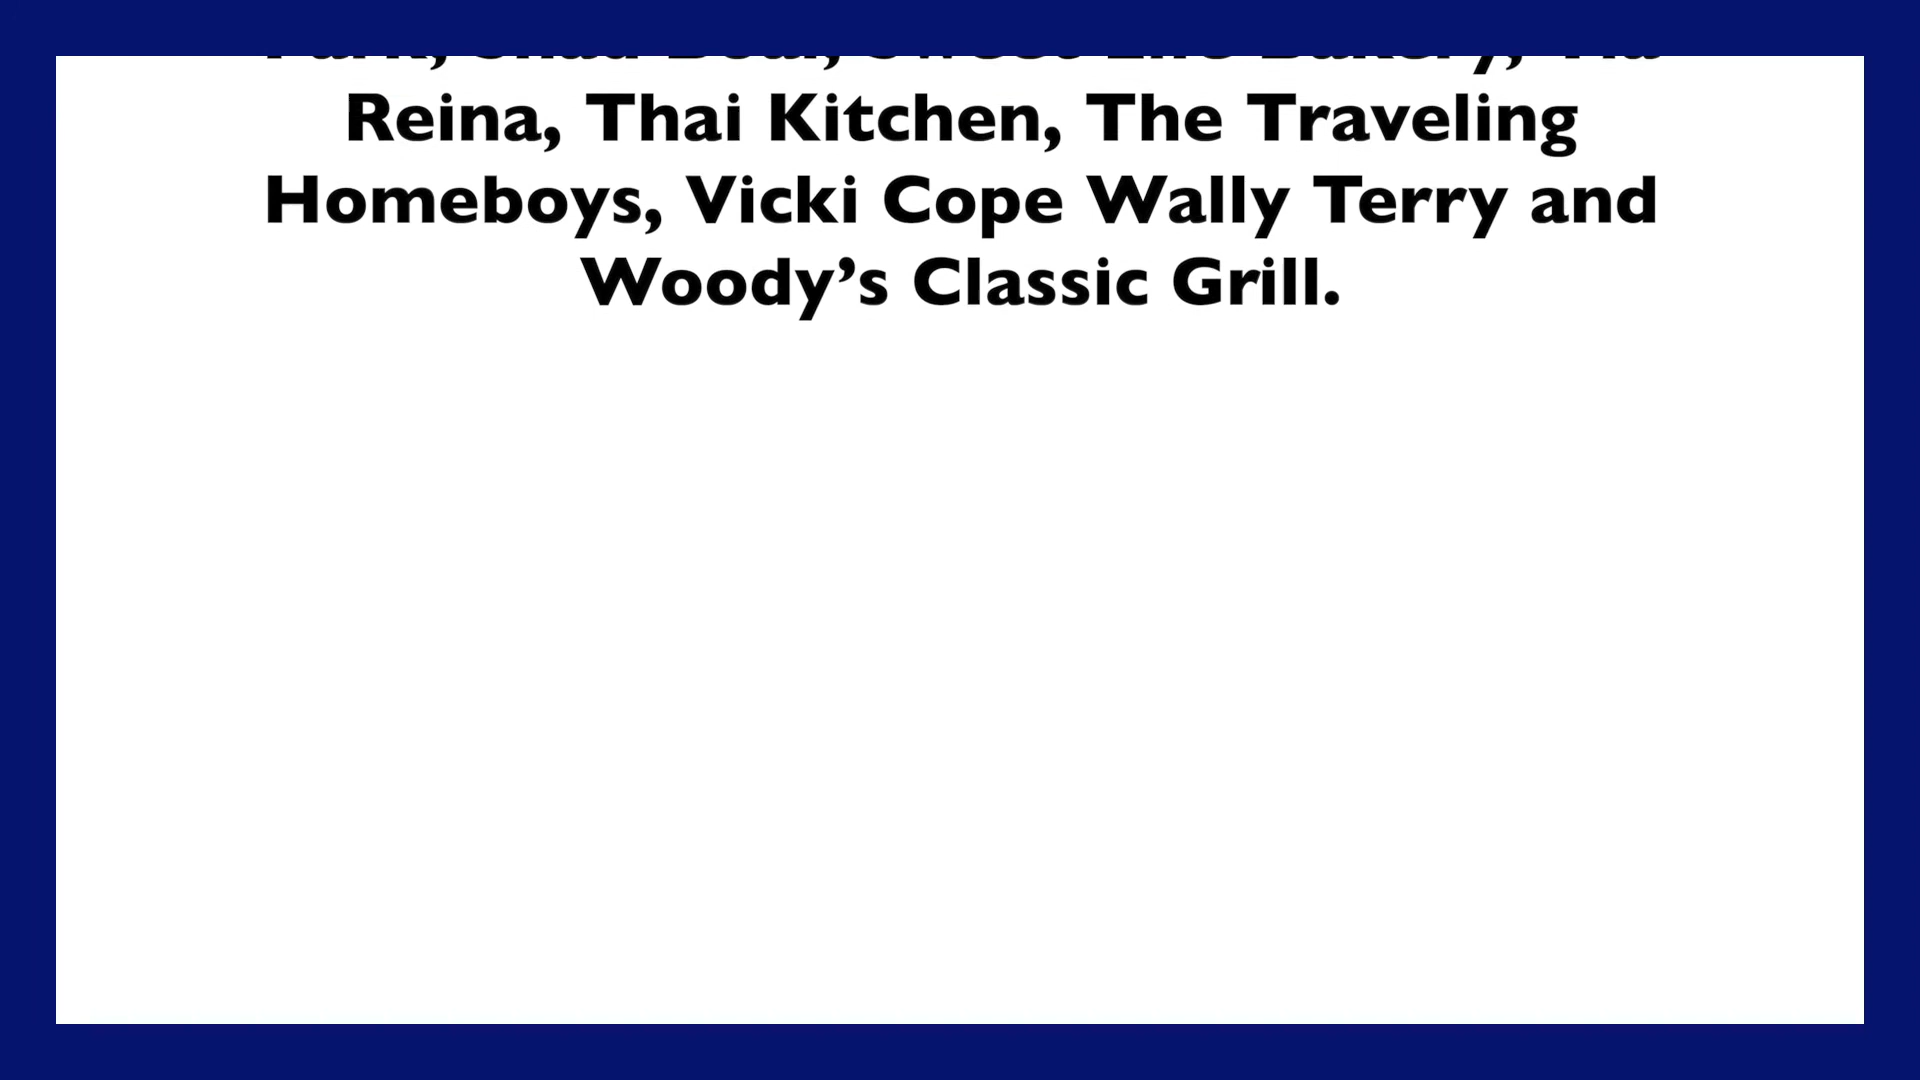 Reina, Thai Kitchen, The Traveling
Homeboys, Vicki Cope Wally Terry and
Woody’s Classic Grill.